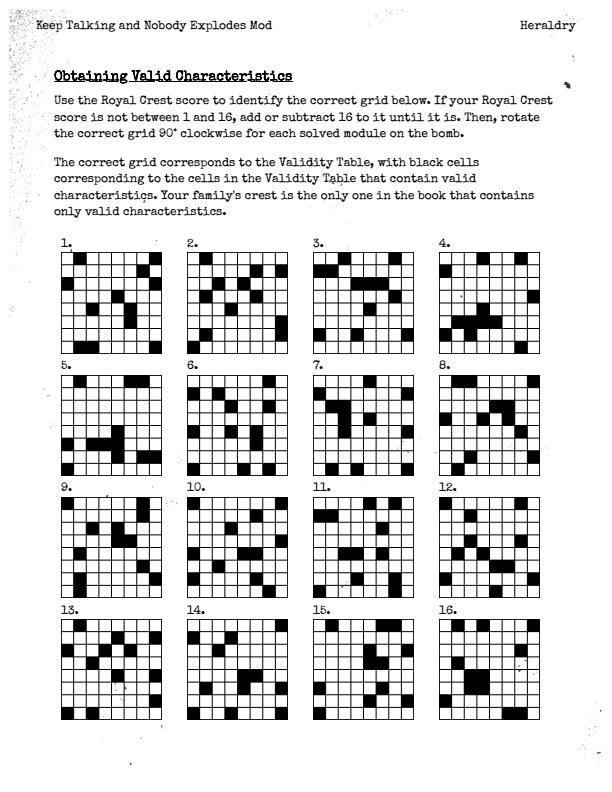 Keep Talking and Nobody Explodes Mod Heraldry
Obtaining Valid Characteristics
Use the Royal Crest score to identify the correct grid below. If your Royal Crest
score is not between 1 and 16, add or subtract 16 to it until it is. Then, rotate
the correct grid 90° clockwise for each solved module on the bomb.
The correct grid corresponds to the Validity Table, with black cells
corresponding to the cells in the Validity Table that contain valid
characteristics. Your family's crest is the only one in the book that contains
only valid characteristics.
1. 2. 3. 4.
5. 6. 7. 8.
9. 10. 11. 12.
13. 14. 15. 16.